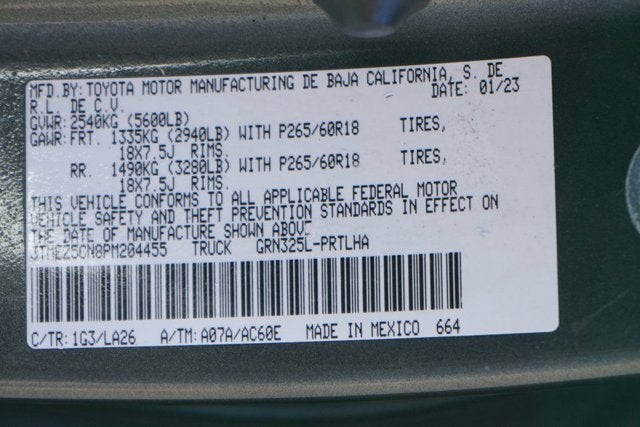 MFD.BY: TOYOTA MOTOR MANUFACTURING DE BAJA CALIFORNIA, S. DE
R.L. DE C.V. DATE: 01/23
GVWR: 2540KG (5600LB)
GAWR: FRT. 1335KG (2940LB) WITH P265/60R18 TIRES,
18X7.5J RIMS
RR. 1490KG (3280LB) WITH P265/60R18 TIRES,
18X7.5J RIMS.
THIS VEHICLE CONFORMS TO ALL APPLICABLE FEDERAL MOTOR
VEHICLE SAFETY AND THEFT PREVENTION STANDARDS IN EFFECT ON
THE DATE OF MANUFACTURE SHOWN ABOVE
3TMEZ5CN8PM204455 TRUCK GRN325L-PRTLHA
C/TR: 1G3/LA26 A/TM: A07A/AC60E MADE IN MEXICO 664